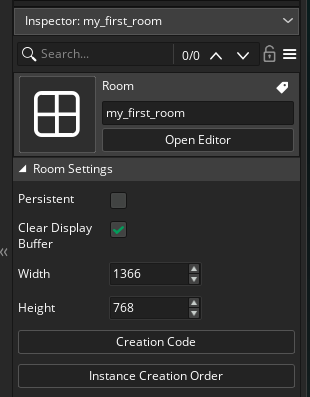 Inspector: my_first_room
Search... 0/0
Room
my_first_room
Open Editor
Room Settings
Persistent
Clear Display
Buffer
Width 1366
Height 768
Creation Code
Instance Creation Order